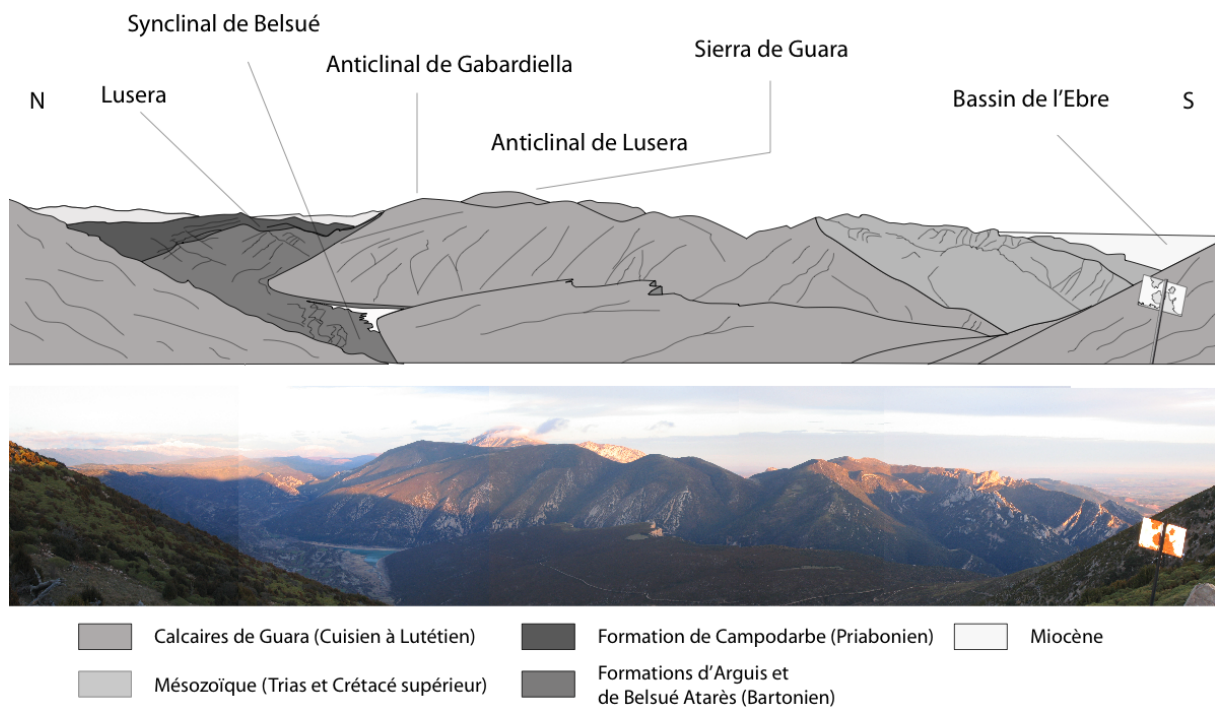 Synclinal de Belsué
Anticlinal de Gabardiella
Sierra de Guara
N
Lusera
Bassin de l'Ebre
S
Anticlinal de Lusera
Calcaires de Guara (Cuisien à Lutétien)
Formation de Campodarbe (Priabonien)
Miocène
Mésozoïque (Trias et Crétacé supérieur)
Formations d'Arguis et
de Belsué Atarès (Bartonien)